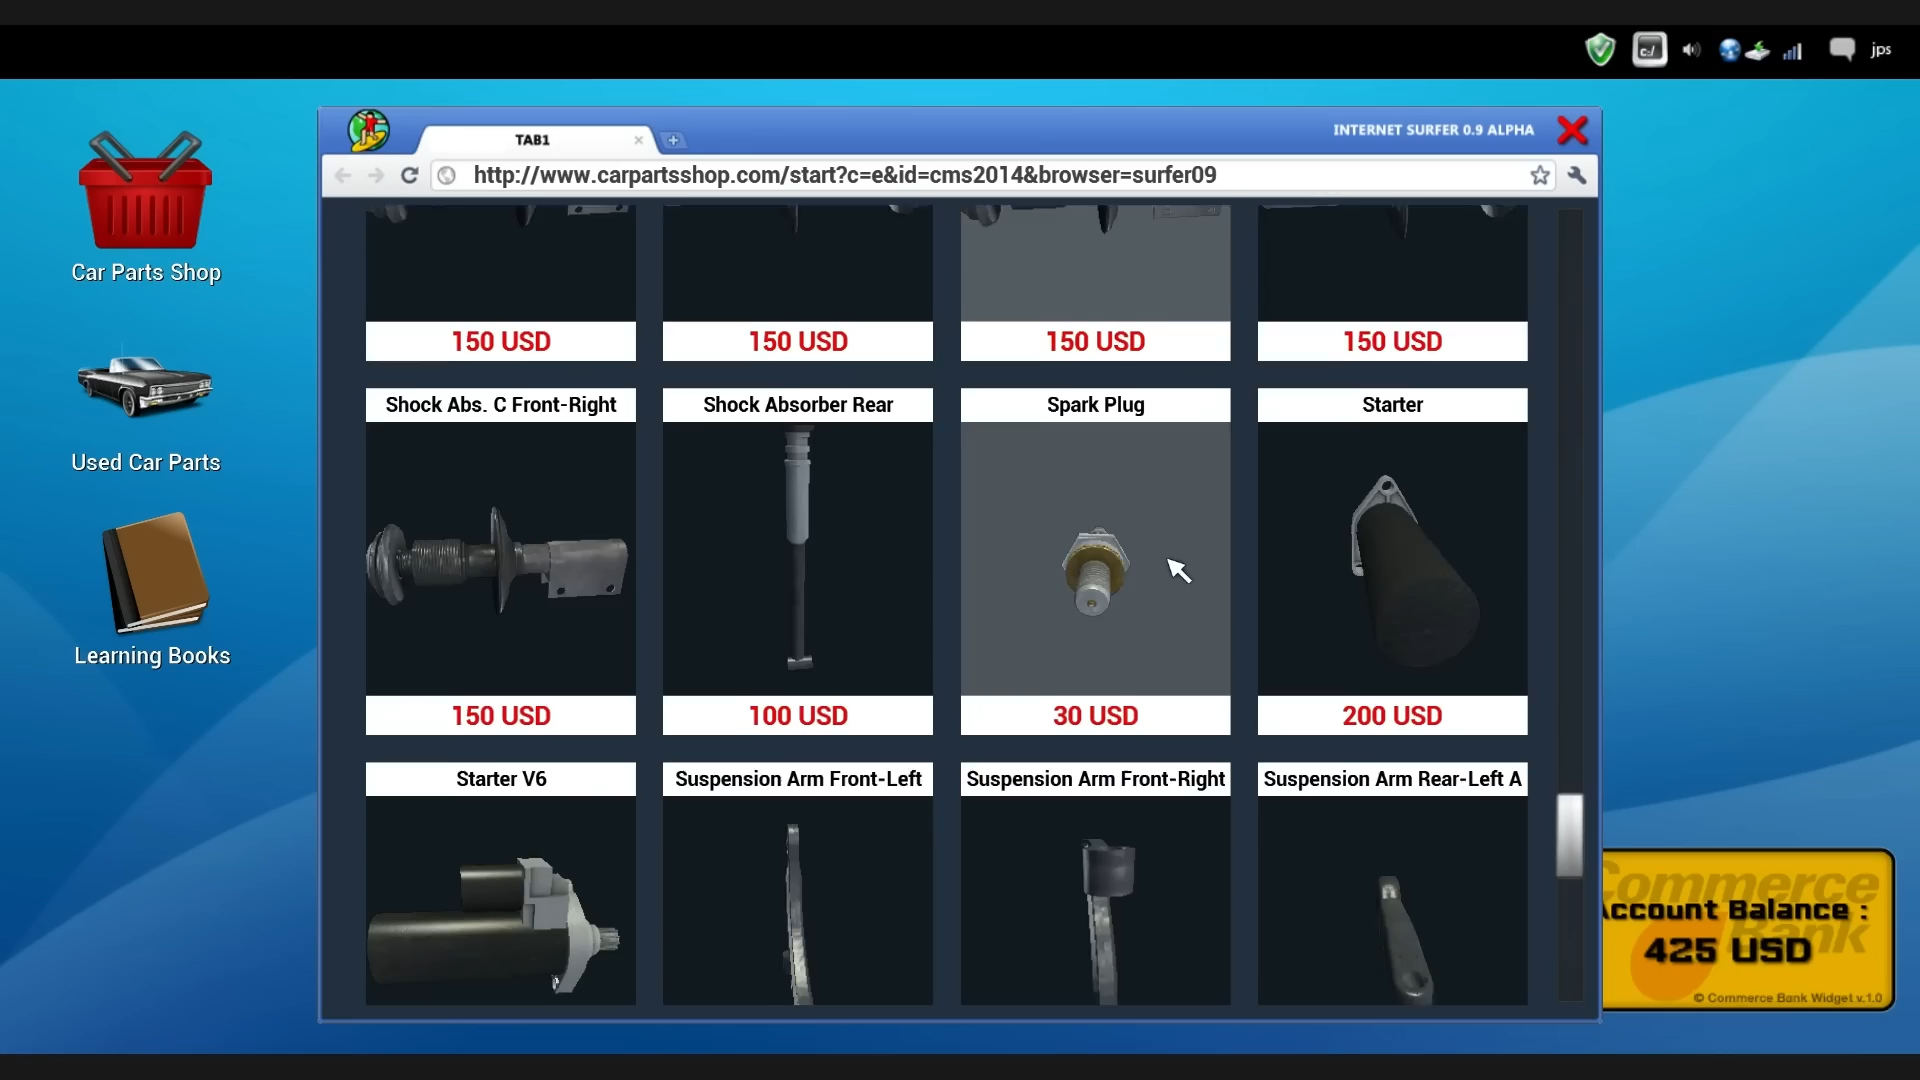 jps
INTERNET SURFER 0.9 ALPHA
TAB1
http://www.carpartsshop.com/start?c=e&id=cms2014&browser=surfer09
Car Parts Shop
Used Car Parts
Learning Books
150 USD
150 USD
150 USD
150 USD
Shock Abs. C Front-Right
Shock Absorber Rear
Spark Plug
Starter
150 USD
100 USD
30 USD
200 USD
Starter V6
Suspension Arm Front-Left
Suspension Arm Front-Right
Suspension Arm Rear-Left A
Commerce
Bank
Account Balance :
425 USD
© Commerce Bank Widget v.1.0
c:/